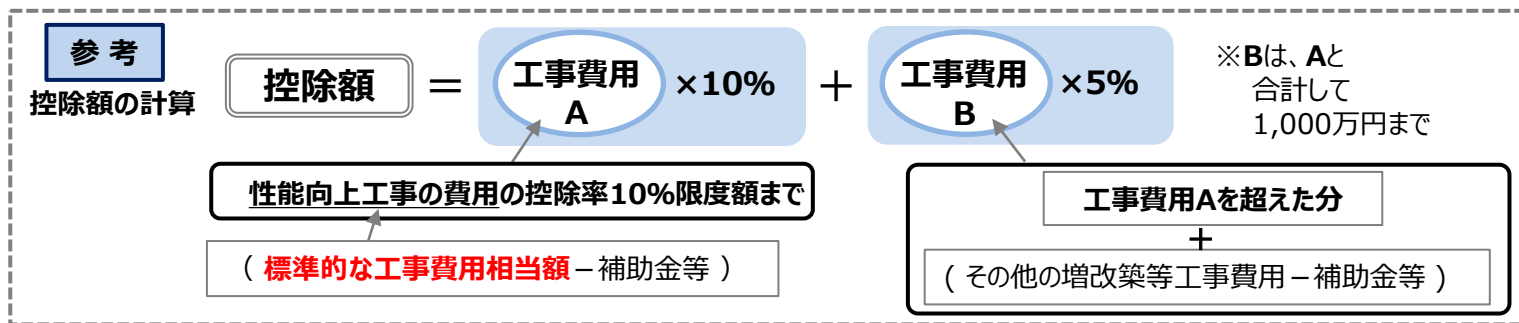 参 考
控除額の計算
控除額 ＝ 工事費用A ×10% ＋ 工事費用B ×5%
※Bは、Aと
合計して
1,000万円まで
性能向上工事の費用の控除率10%限度額まで
（ 標準的な工事費用相当額－補助金等 ）
工事費用Aを超えた分
＋
（ その他の増改築等工事費用－補助金等 ）